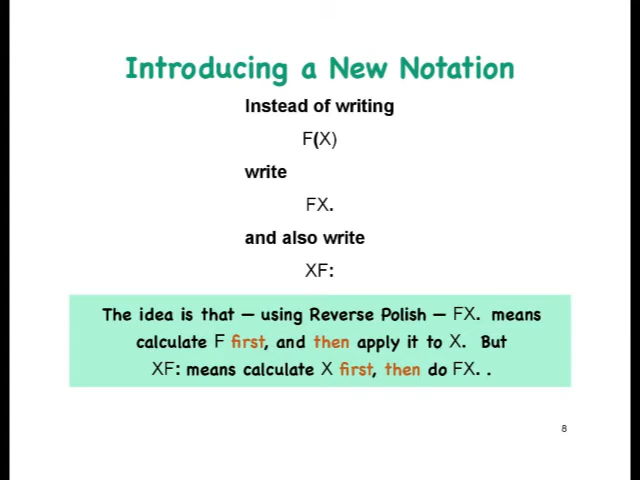 Introducing a New Notation
Instead of writing
F(X)
write
FX.
and also write
XF:
The idea is that — using Reverse Polish — FX. means
calculate F first, and then apply it to X. But
XF: means calculate X first, then do FX. .
8